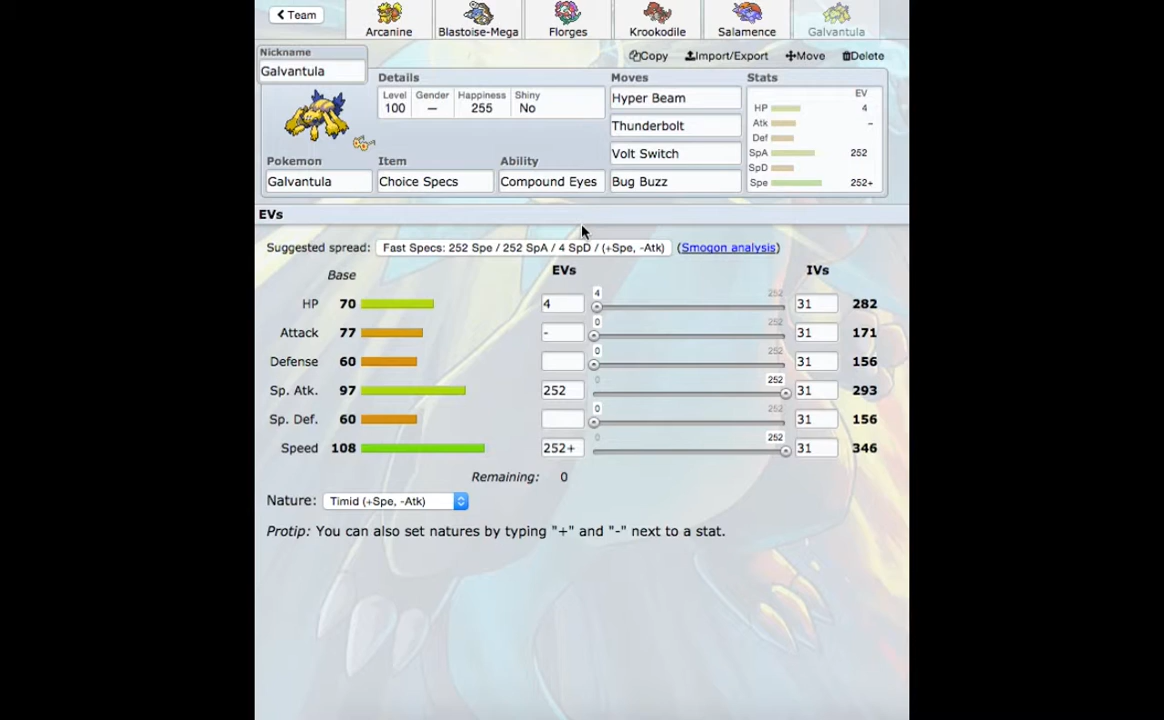 Team
Arcanine Blastoise-Mega Florges Krookodile Salamence Galvantula
Copy Import/Export Move Delete
Nickname
Galvantula
Details
Level Gender Happiness Shiny
100 — 255 No
Moves
Hyper Beam
Thunderbolt
Volt Switch
Bug Buzz
Stats
EV
HP 4
Atk -
Def
SpA 252
SpD
Spe 252+
Pokemon Item Ability
Galvantula Choice Specs Compound Eyes
EVs
Suggested spread: Fast Specs: 252 Spe / 252 SpA / 4 SpD / (+Spe, -Atk) (Smogon analysis)
Base EVs IVs
HP 70 4 4 252 31 282
Attack 77 - 0 252 31 171
Defense 60 0 252 31 156
Sp. Atk. 97 252 0 252 31 293
Sp. Def. 60 0 252 31 156
Speed 108 252+ 0 252 31 346
Remaining: 0
Nature: Timid (+Spe, -Atk)
Protip: You can also set natures by typing "+" and "-" next to a stat.